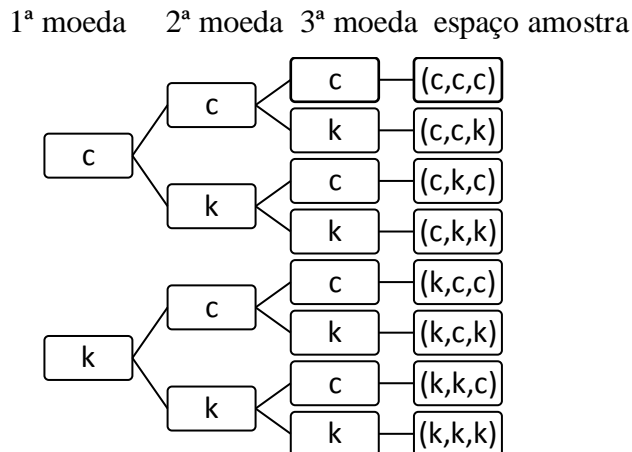 1ª moeda 2ª moeda 3ª moeda espaço amostra
c (c,c,c)
c
k (c,c,k)
c
c (c,k,c)
k
k (c,k,k)
c (k,c,c)
c
k (k,c,k)
k
c (k,k,c)
k
k (k,k,k)